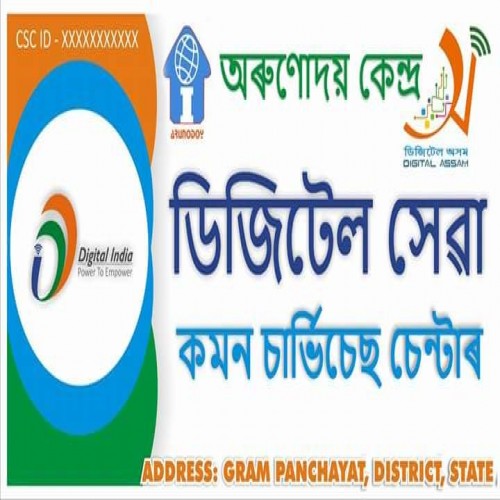 CSC ID - XXXXXXXXXXX
ARUNODOY
অৰুণোদয় কেন্দ্ৰ
ডিজিটেল অসম
DIGITAL ASSAM
ডিজিটেল সেৱা
Digital India
Power To Empower
কমন চাৰ্ভিচেছ চেন্টাৰ
ADDRESS: GRAM PANCHAYAT, DISTRICT, STATE